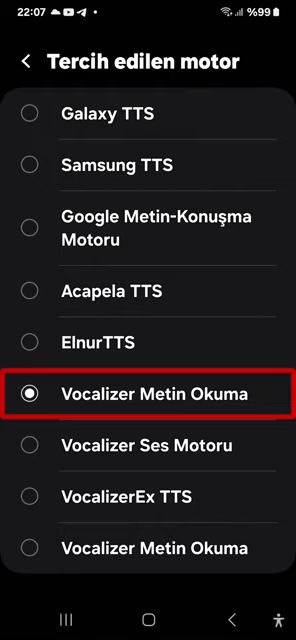 22:07
%99
Tercih edilen motor
Galaxy TTS
Samsung TTS
Google Metin-Konuşma
Motoru
Acapela TTS
ElnurTTS
Vocalizer Metin Okuma
Vocalizer Ses Motoru
VocalizerEx TTS
Vocalizer Metin Okuma